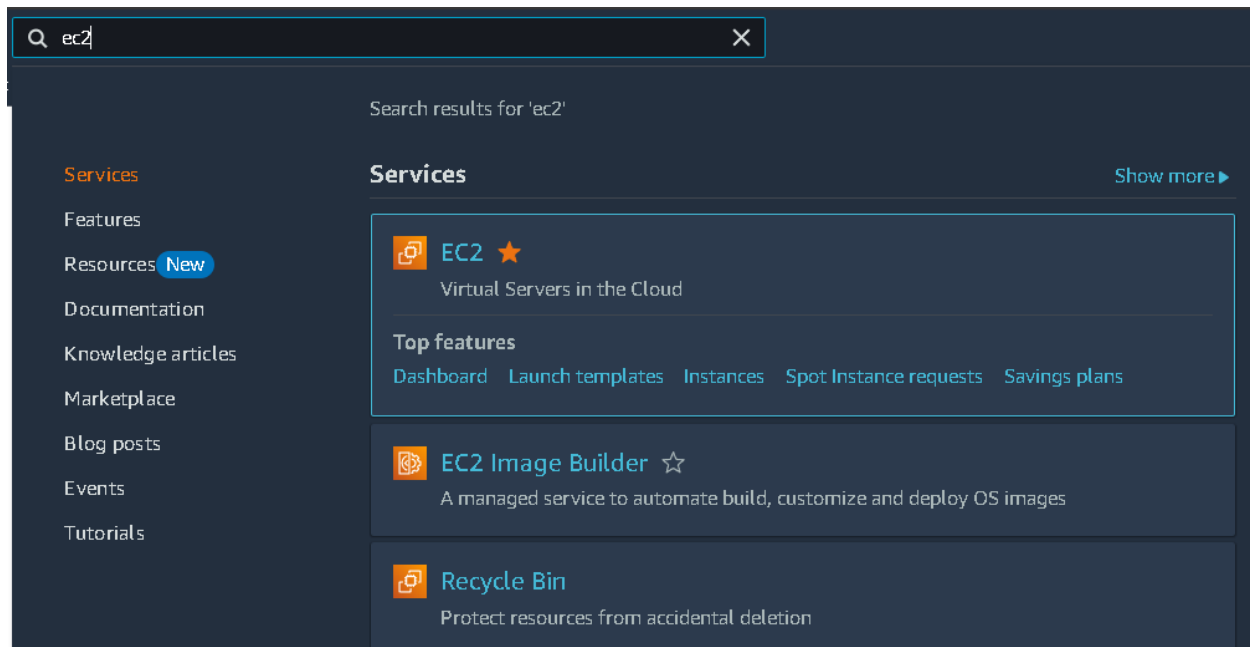 ec2
Search results for 'ec2'
Services
Features
Resources New
Documentation
Knowledge articles
Marketplace
Blog posts
Events
Tutorials
Services
Show more
EC2
Virtual Servers in the Cloud
Top features
Dashboard Launch templates Instances Spot Instance requests Savings plans
EC2 Image Builder
A managed service to automate build, customize and deploy OS images
Recycle Bin
Protect resources from accidental deletion